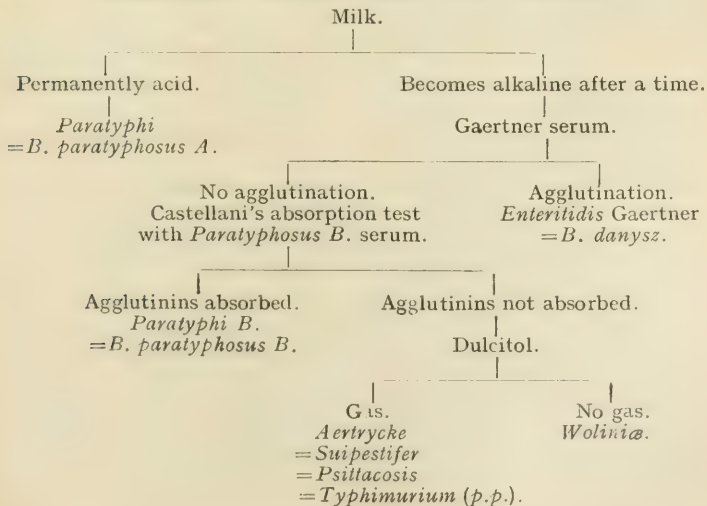 Milk.
Permanently acid.
Becomes alkaline after a time.
Paratyphi
=B. paratyphosus A.
Gaertner serum.
No agglutination.
Castellani's absorption test
with Paratyphosus B. serum.
Agglutination.
Enteritidis Gaertner
=B. danysz.
Agglutinins absorbed.
Paratyphi B.
=B. paratyphosus B.
Agglutinins not absorbed.
Dulcitol.
Gas.
Aertrycke
=Suipestifer
=Psittacosis
=Typhimurium (p.p.).
No gas.
Woliniæ.